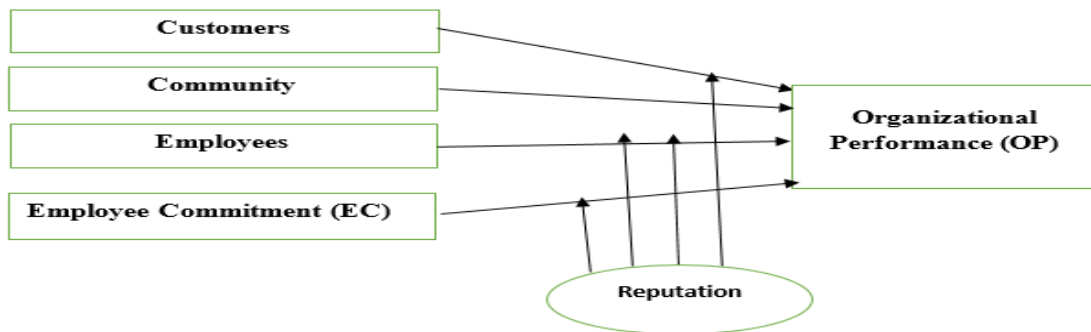 Customers
Community
Employees
Employee Commitment (EC)
Organizational
Performance (OP)
Reputation